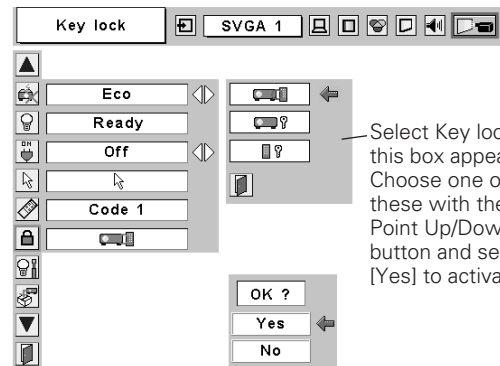 Key lock
SVGA 1
Eco
Ready
ON
Off
Code 1
Select Key loc
this box appea
Choose one o
these with the
Point Up/Dow
button and se
[Yes] to activa
OK ?
Yes
No